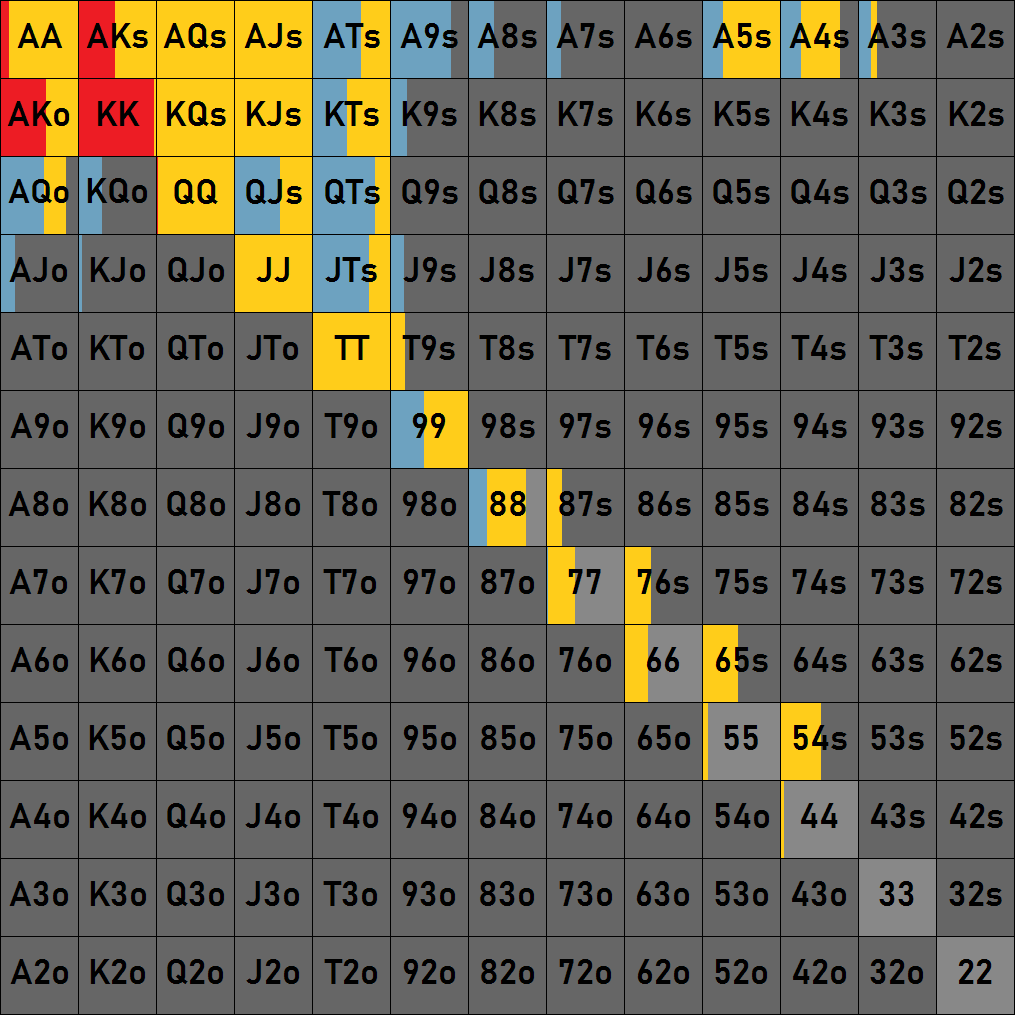 AA AKs AQs AJs ATs A9s A8s A7s A6s A5s A4s A3s A2s
AKo KK KQs KJs KTs K9s K8s K7s K6s K5s K4s K3s K2s
AQo KQo QQ QJs QTs Q9s Q8s Q7s Q6s Q5s Q4s Q3s Q2s
AJo KJo QJo JJ JTs J9s J8s J7s J6s J5s J4s J3s J2s
ATo KTo QTo JTo TT T9s T8s T7s T6s T5s T4s T3s T2s
A9o K9o Q9o J9o T9o 99 98s 97s 96s 95s 94s 93s 92s
A8o K8o Q8o J8o T8o 98o 88 87s 86s 85s 84s 83s 82s
A7o K7o Q7o J7o T7o 97o 87o 77 76s 75s 74s 73s 72s
A6o K6o Q6o J6o T6o 96o 86o 76o 66 65s 64s 63s 62s
A5o K5o Q5o J5o T5o 95o 85o 75o 65o 55 54s 53s 52s
A4o K4o Q4o J4o T4o 94o 84o 74o 64o 54o 44 43s 42s
A3o K3o Q3o J3o T3o 93o 83o 73o 63o 53o 43o 33 32s
A2o K2o Q2o J2o T2o 92o 82o 72o 62o 52o 42o 32o 22